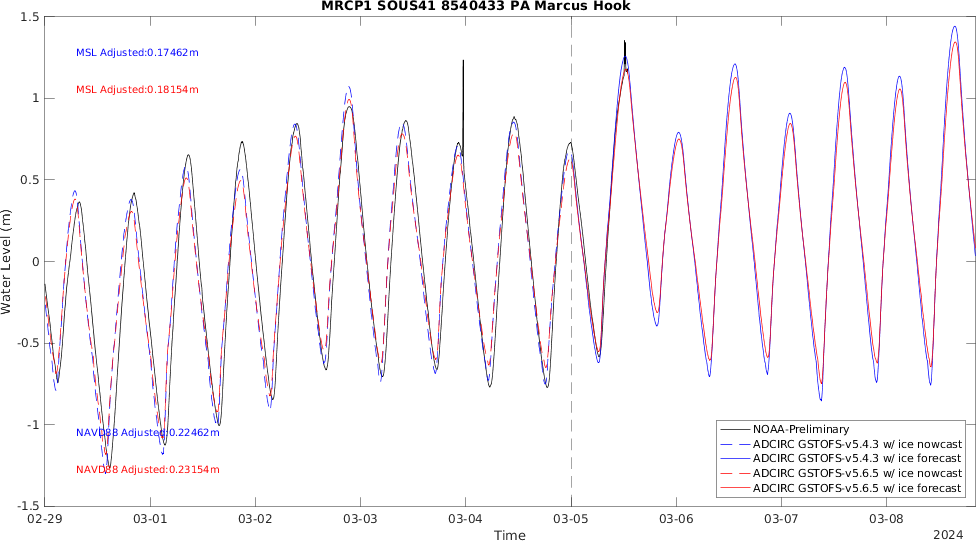 MRCP1 SOUS41 8540433 PA Marcus Hook
1.5
MSL Adjusted:0.17462m
MSL Adjusted:0.18154m
1
0.5
0
Water Level (m)
-0.5
-1
NAVD88 Adjusted:0.22462m
NAVD88 Adjusted:0.23154m
-1.5
NOAA-Preliminary
ADCIRC GSTOFS-v5.4.3 w/ ice nowcast
ADCIRC GSTOFS-v5.4.3 w/ ice forecast
ADCIRC GSTOFS-v5.6.5 w/ ice nowcast
ADCIRC GSTOFS-v5.6.5 w/ ice forecast
02-29 03-01 03-02 03-03 03-04 03-05 03-06 03-07 03-08
Time
2024